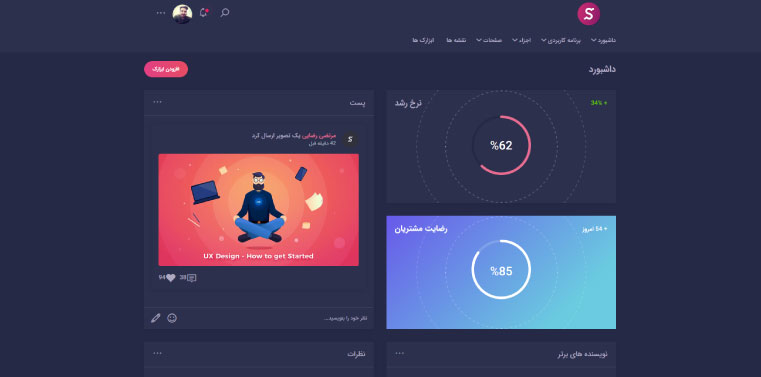 داشبورد
برنامه کاربردی
اجزاء
صفحات
نقشه ها
ابزارک ها
داشبورد
افزودن ابزارک
نرخ رشد
+ 34%
%62
رضایت مشتریان
+ 54 امروز
%85
پست
مرتضی رضایی یک تصویر ارسال کرد
42 دقیقه قبل
UX Design - How to get Started
94
38
نظر خود را بنویسید...
نویسنده های برتر
نظرات